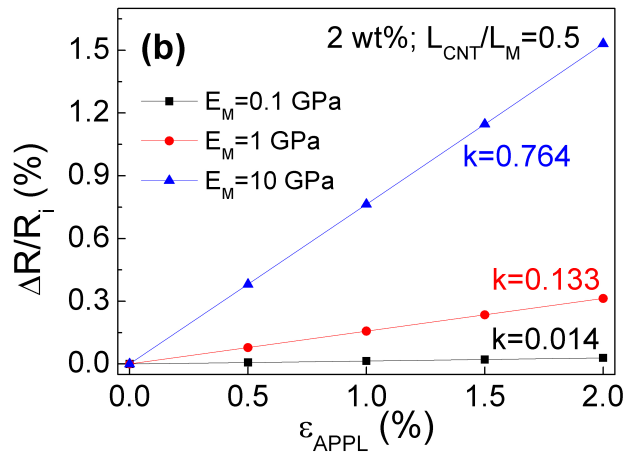 (b)
2 wt%; L_CNT/L_M=0.5
E_M=0.1 GPa
E_M=1 GPa
E_M=10 GPa
k=0.764
k=0.133
k=0.014
ΔR/R_i (%)
1.5
1.2
0.9
0.6
0.3
0.0
0.0 0.5 1.0 1.5 2.0
ε_APPL (%)